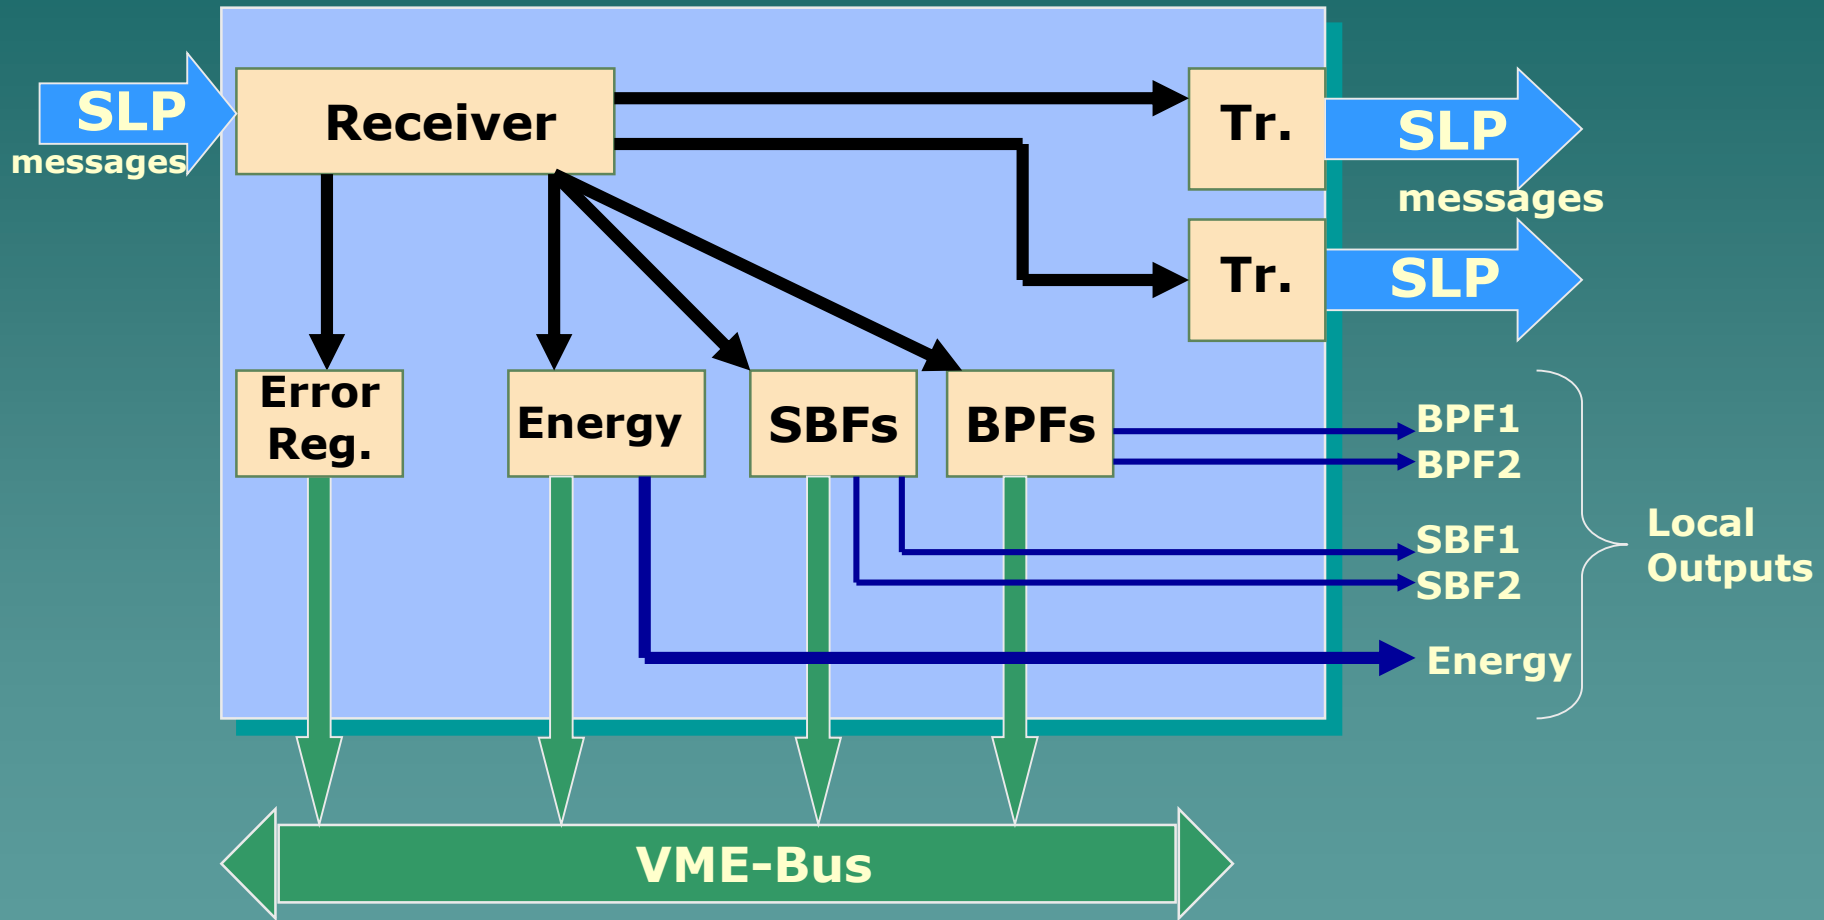 SLP
messages
Receiver
Tr.
SLP
messages
Tr.
SLP
Error
Reg.
Energy
SBFs
BPFs
BPF1
BPF2
SBF1
SBF2
Energy
Local
Outputs
VME-Bus